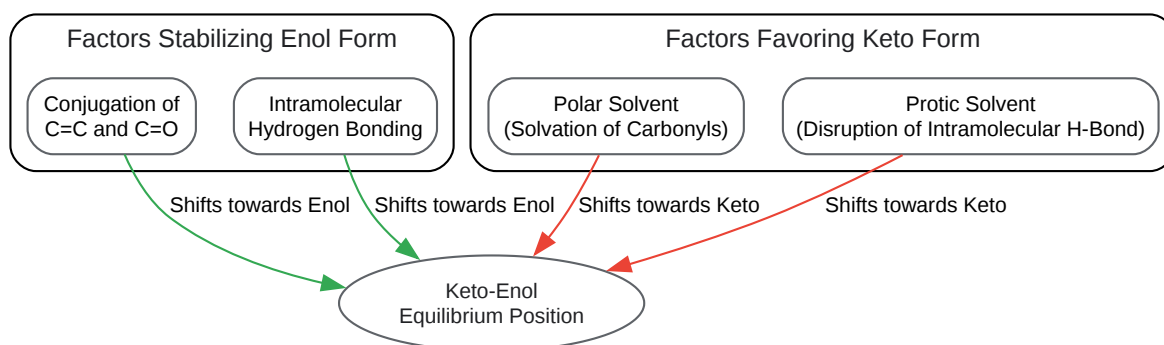 Factors Stabilizing Enol Form
Factors Favoring Keto Form
Conjugation of
C=C and C=O
Intramolecular
Hydrogen Bonding
Polar Solvent
(Solvation of Carbonyls)
Protic Solvent
(Disruption of Intramolecular H-Bond)
Shifts towards Enol
Shifts towards Enol
Shifts towards Keto
Shifts towards Keto
Keto-Enol
Equilibrium Position